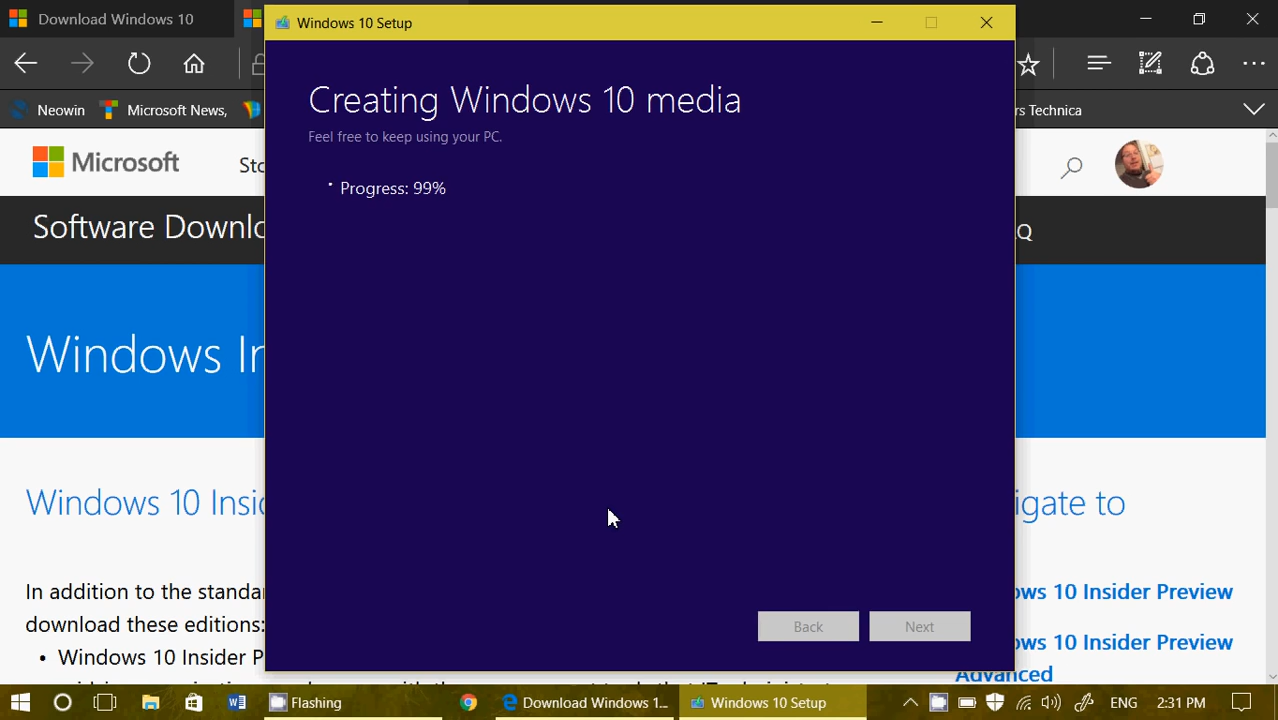 Download Windows 10
Windows 10 Setup
Neowin
Microsoft News,
rs Technica
Creating Windows 10 media
Feel free to keep using your PC.
Progress: 99%
Microsoft
Sto
Software Downlo
Q
Windows In
Windows 10 Insid
igate to
In addition to the standa
ows 10 Insider Preview
download these editions:
• Windows 10 Insider P
ows 10 Insider Preview
Advanced
Back
Next
Flashing
Download Windows 1...
Windows 10 Setup
ENG
2:31 PM